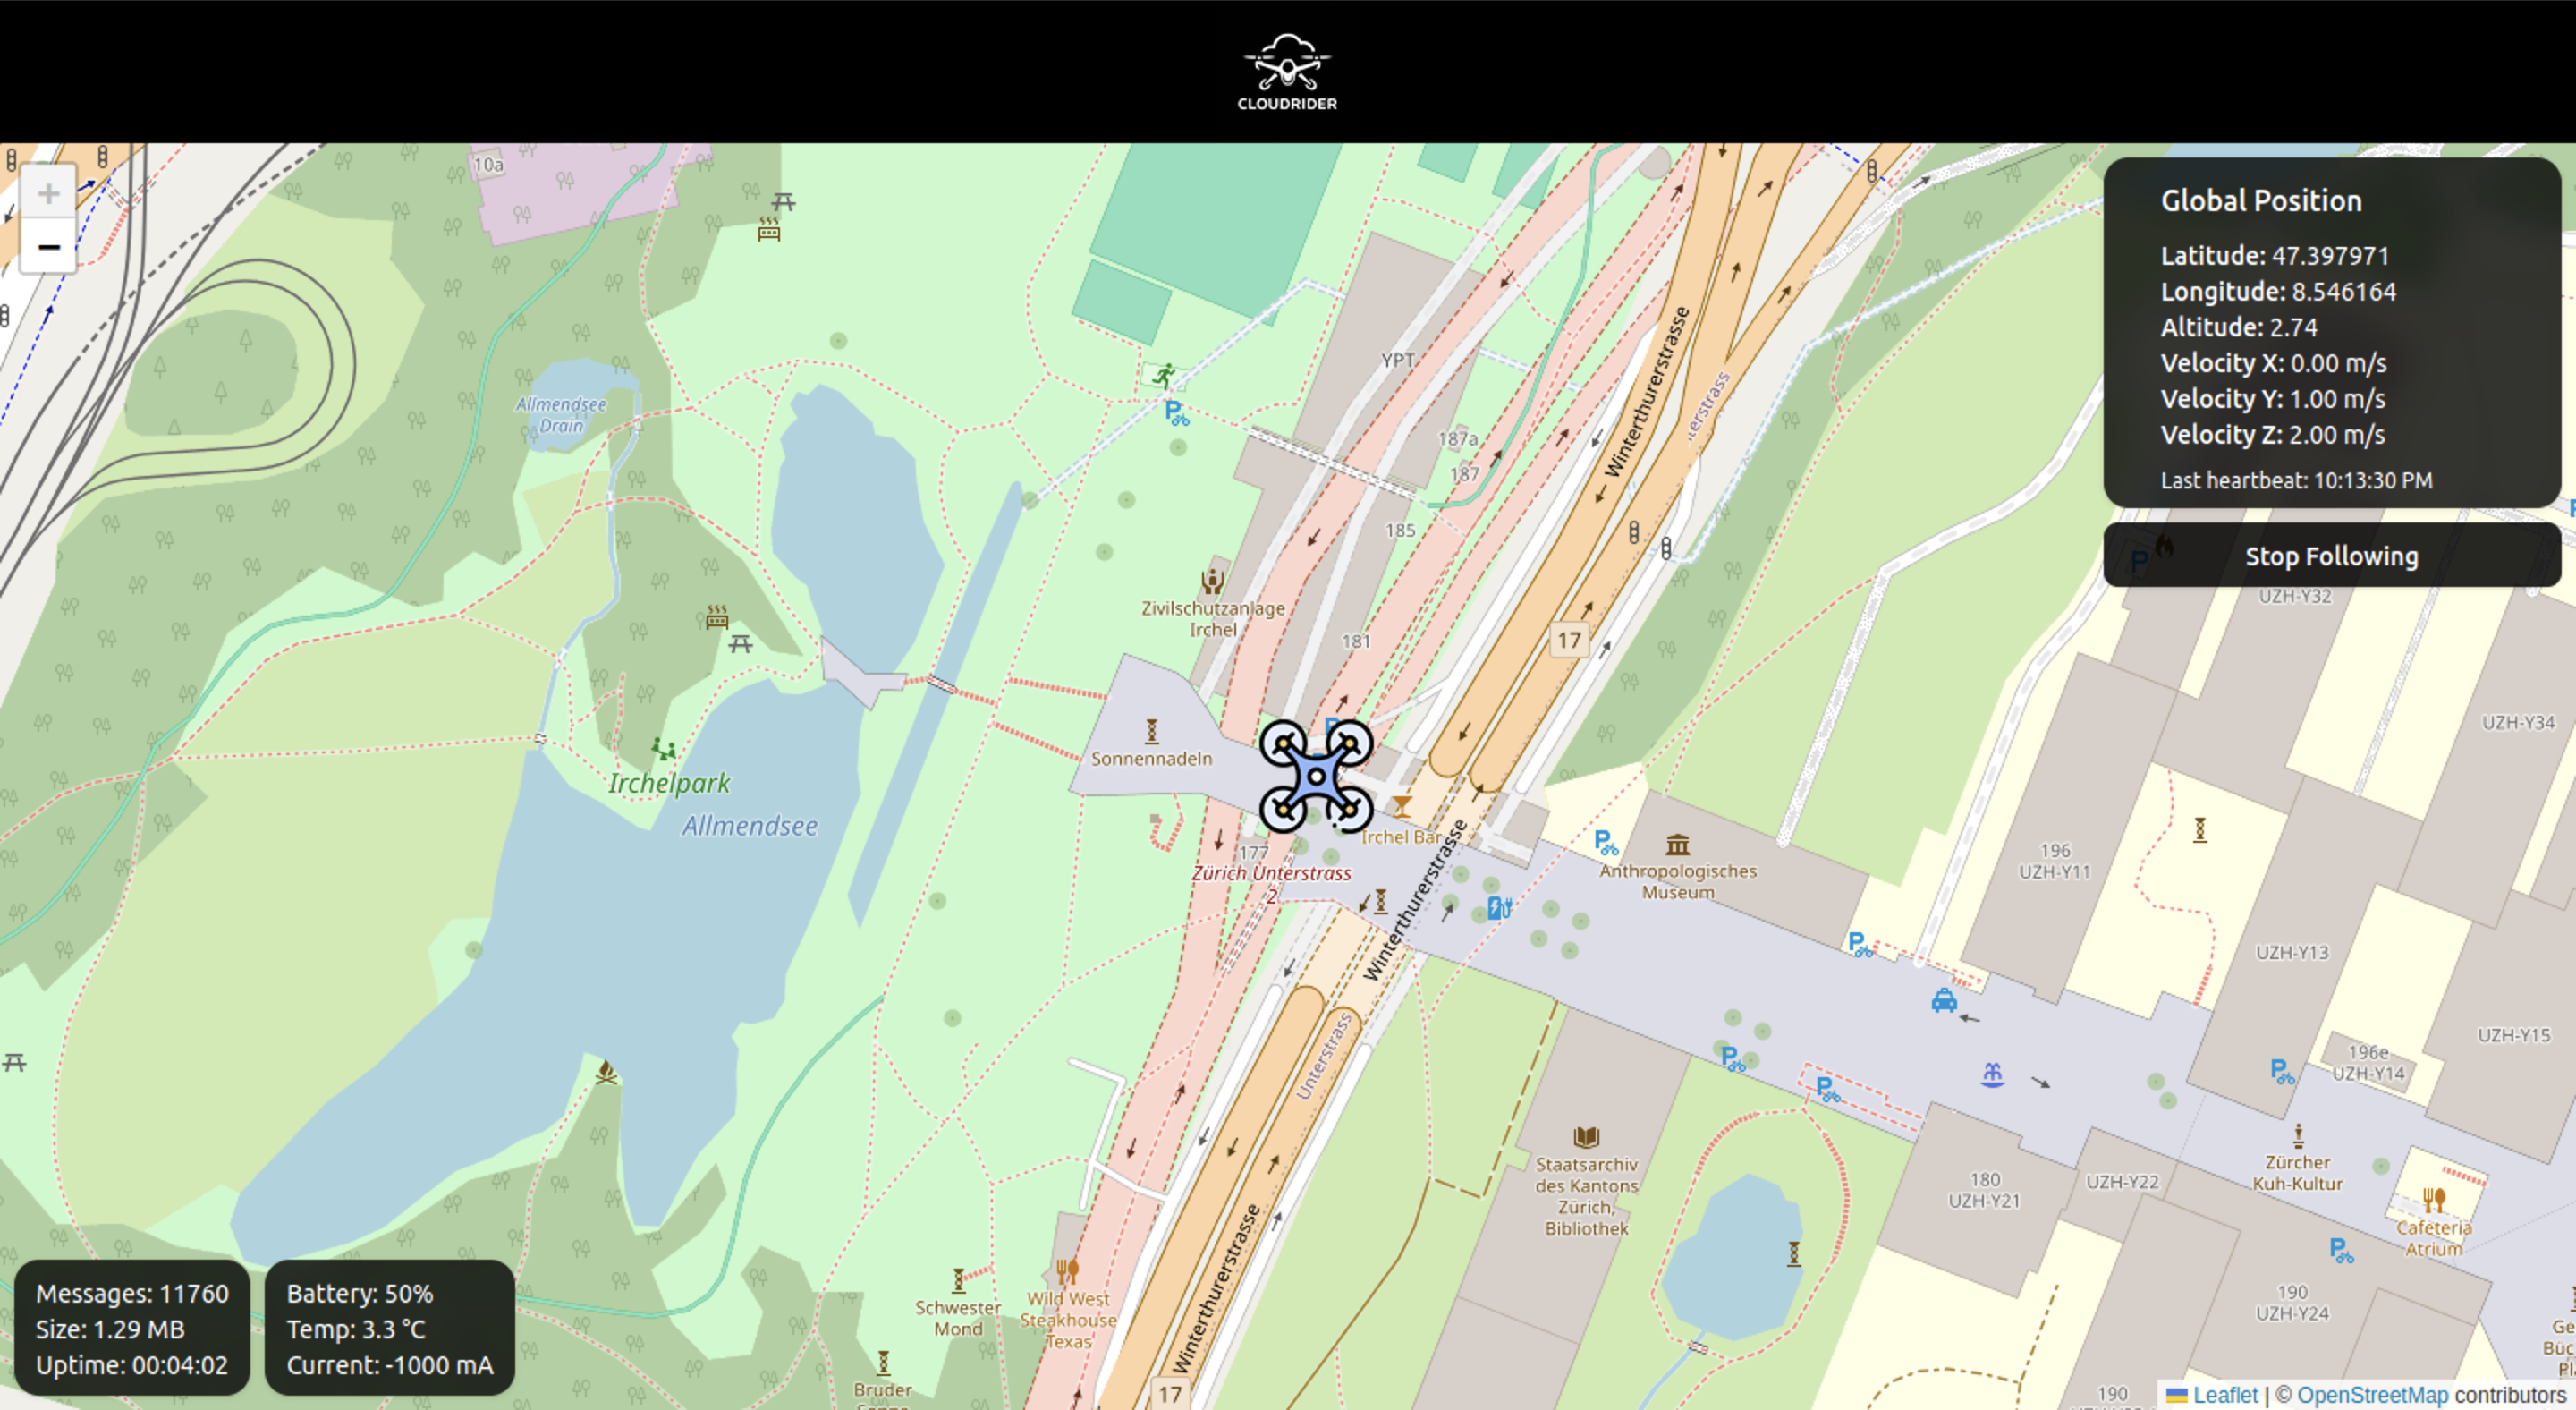 CLOUDRIDER
+
−
10a
Global Position
Latitude: 47.397971
Longitude: 8.546164
Altitude: 2.74
Velocity X: 0.00 m/s
Velocity Y: 1.00 m/s
Velocity Z: 2.00 m/s
Last heartbeat: 10:13:30 PM
Stop Following
Allmendsee
Drain
YPT
Winterthurerstrasse
187a
187
185
P
Zivilschutzanlage
Irchel
181
17
UZH-Y32
UZH-Y34
Sonnennadeln
Irchelpark
Allmendsee
Irchel Bar
177
Zürich Unterstrass
2
Winterthurerstrasse
P
Anthropologisches
Museum
196
UZH-Y11
P
UZH-Y13
UZH-Y15
Unterstrass
P
P
196e
UZH-Y14
P
Staatsarchiv
des Kantons
Zürich,
Bibliothek
180
UZH-Y21
UZH-Y22
Zürcher
Kuh-Kultur
Cafeteria
Atrium
P
Winterthurerstrasse
Schwester
Mond
Wild West
Steakhouse
Texas
190
UZH-Y24
Bruder
17
190
Messages: 11760
Size: 1.29 MB
Uptime: 00:04:02
Battery: 50%
Temp: 3.3 °C
Current: -1000 mA
Leaflet | © OpenStreetMap contributors